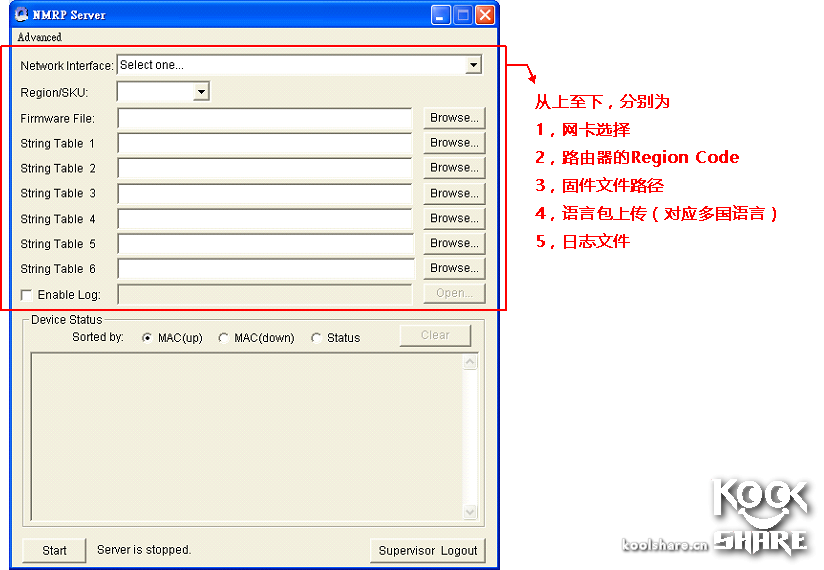 NMRP Server
Advanced
Network Interface: Select one...
Region/SKU:
Firmware File: Browse...
String Table 1 Browse...
String Table 2 Browse...
String Table 3 Browse...
String Table 4 Browse...
String Table 5 Browse...
String Table 6 Browse...
Enable Log: Open...
从上至下，分别为
1，网卡选择
2，路由器的Region Code
3，固件文件路径
4，语言包上传（对应多国语言）
5，日志文件
Device Status
Sorted by: MAC(up) MAC(down) Status Clear
Start Server is stopped. Supervisor Logout
koolshare.cn
KOOL
SHARE